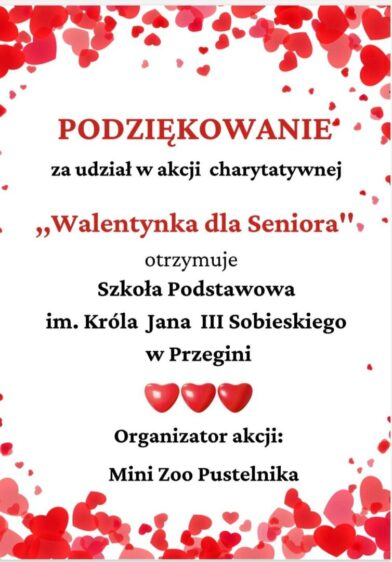 PODZIĘKOWANIE
za udział w akcji charytatywnej
,,Walentynka dla Seniora"
otrzymuje
Szkoła Podstawowa
im. Króla Jana III Sobieskiego
w Przegini
Organizator akcji:
Mini Zoo Pustelnika